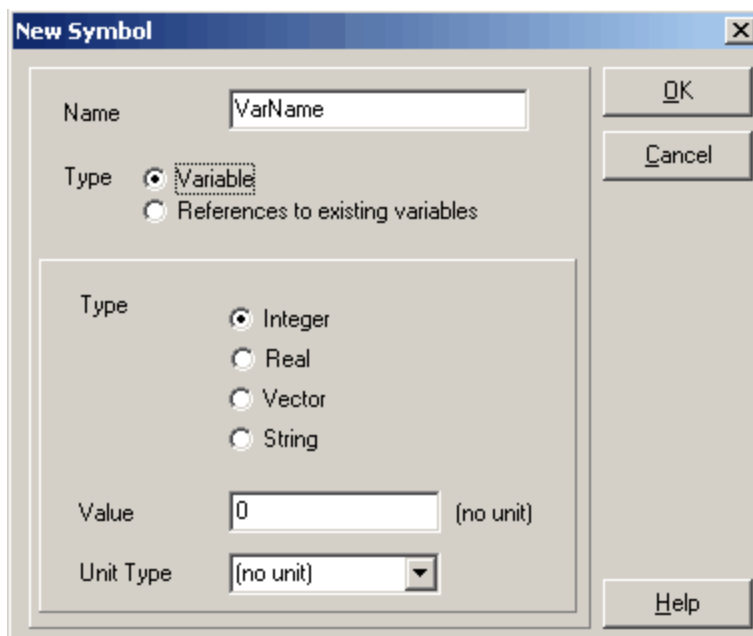 New Symbol
Name VarName
OK
Cancel
Type Variable
References to existing variables
Type Integer
Real
Vector
String
Value 0 (no unit)
Unit Type (no unit)
Help